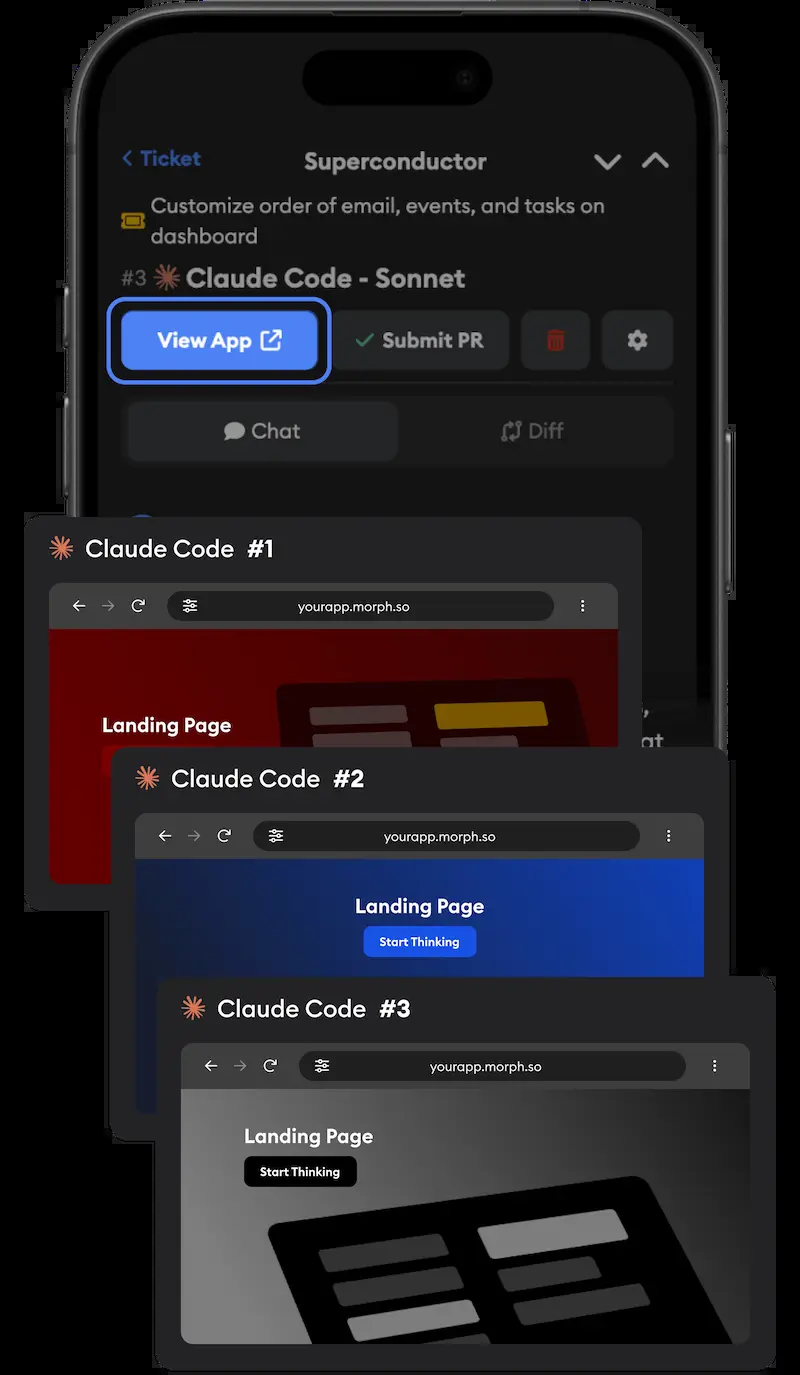 Ticket
Superconductor
Customize order of email, events, and tasks on
dashboard
#3 Claude Code - Sonnet
View App
Submit PR
Chat
Diff
Claude Code #1
yourapp.morph.so
Landing Page
Claude Code #2
yourapp.morph.so
Landing Page
Start Thinking
Claude Code #3
yourapp.morph.so
Landing Page
Start Thinking